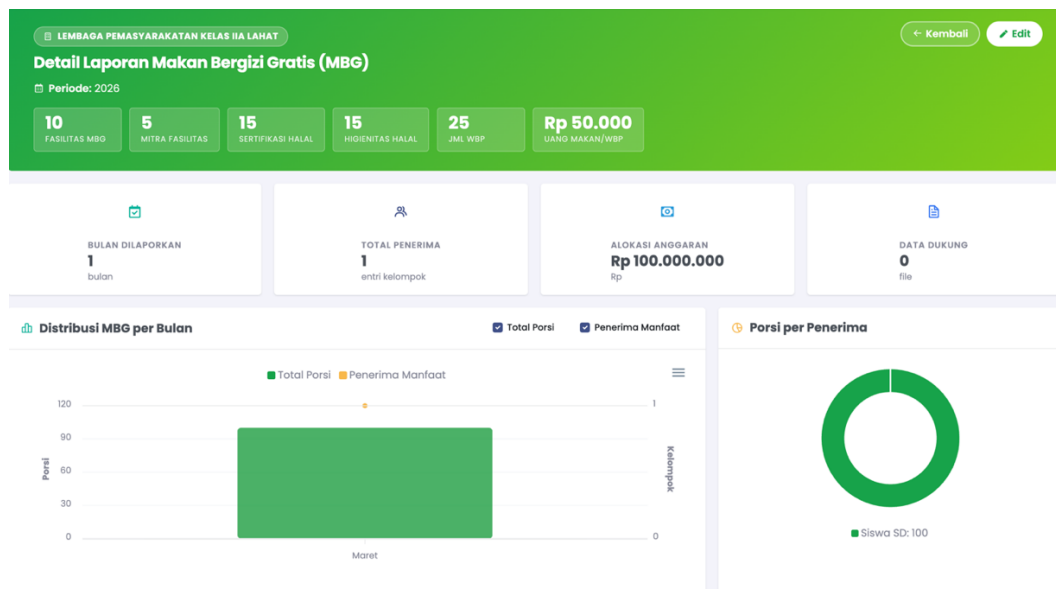 LEMBAGA PEMASYARAKATAN KELAS IIA LAHAT
Kembali
Edit
Detail Laporan Makan Bergizi Gratis (MBG)
Periode: 2026
10
FASILITAS MBG
5
MITRA FASILITAS
15
SERTIFIKASI HALAL
15
HIGIENITAS HALAL
25
JML WBP
Rp 50.000
UANG MAKAN/WBP
BULAN DILAPORKAN
1
bulan
TOTAL PENERIMA
1
entri kelompok
ALOKASI ANGGARAN
Rp 100.000.000
Rp
DATA DUKUNG
0
file
Distribusi MBG per Bulan
Total Porsi
Penerima Manfaat
Total Porsi
Penerima Manfaat
120
90
60
30
0
Porsi
1
0
Kelompok
Maret
Porsi per Penerima
Siswa SD: 100